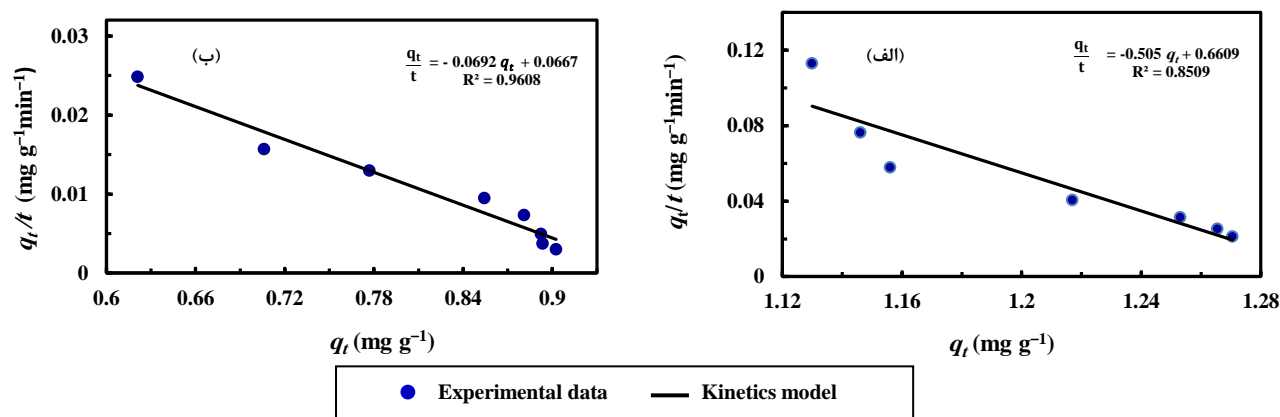 (ب)
qt/t = - 0.0692 qt + 0.0667
R² = 0.9608
qt/t (mg g−1min−1)
0.03
0.02
0.01
0
0.6 0.66 0.72 0.78 0.84 0.9
qt (mg g−1)
(الف)
qt/t = -0.505 qt + 0.6609
R² = 0.8509
qt/t (mg g−1min−1)
0.12
0.08
0.04
0
1.12 1.16 1.2 1.24 1.28
qt (mg g−1)
Experimental data Kinetics model